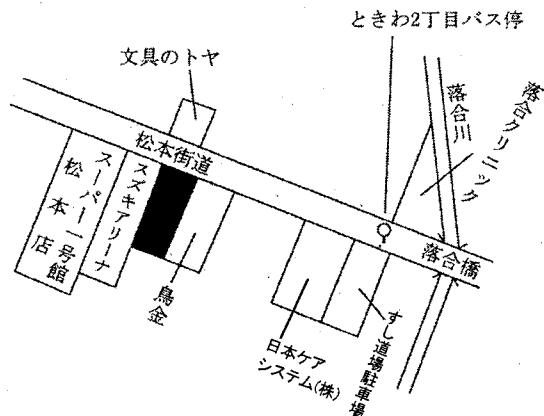 ときわ2丁目バス停
文具のトヤ
落合クリニック
落合川
松本街道
スズキアリーナ
スーパー一号館
松本店
落合橋
鳥金
すし道場駐車場
日本ケア
システム(株)